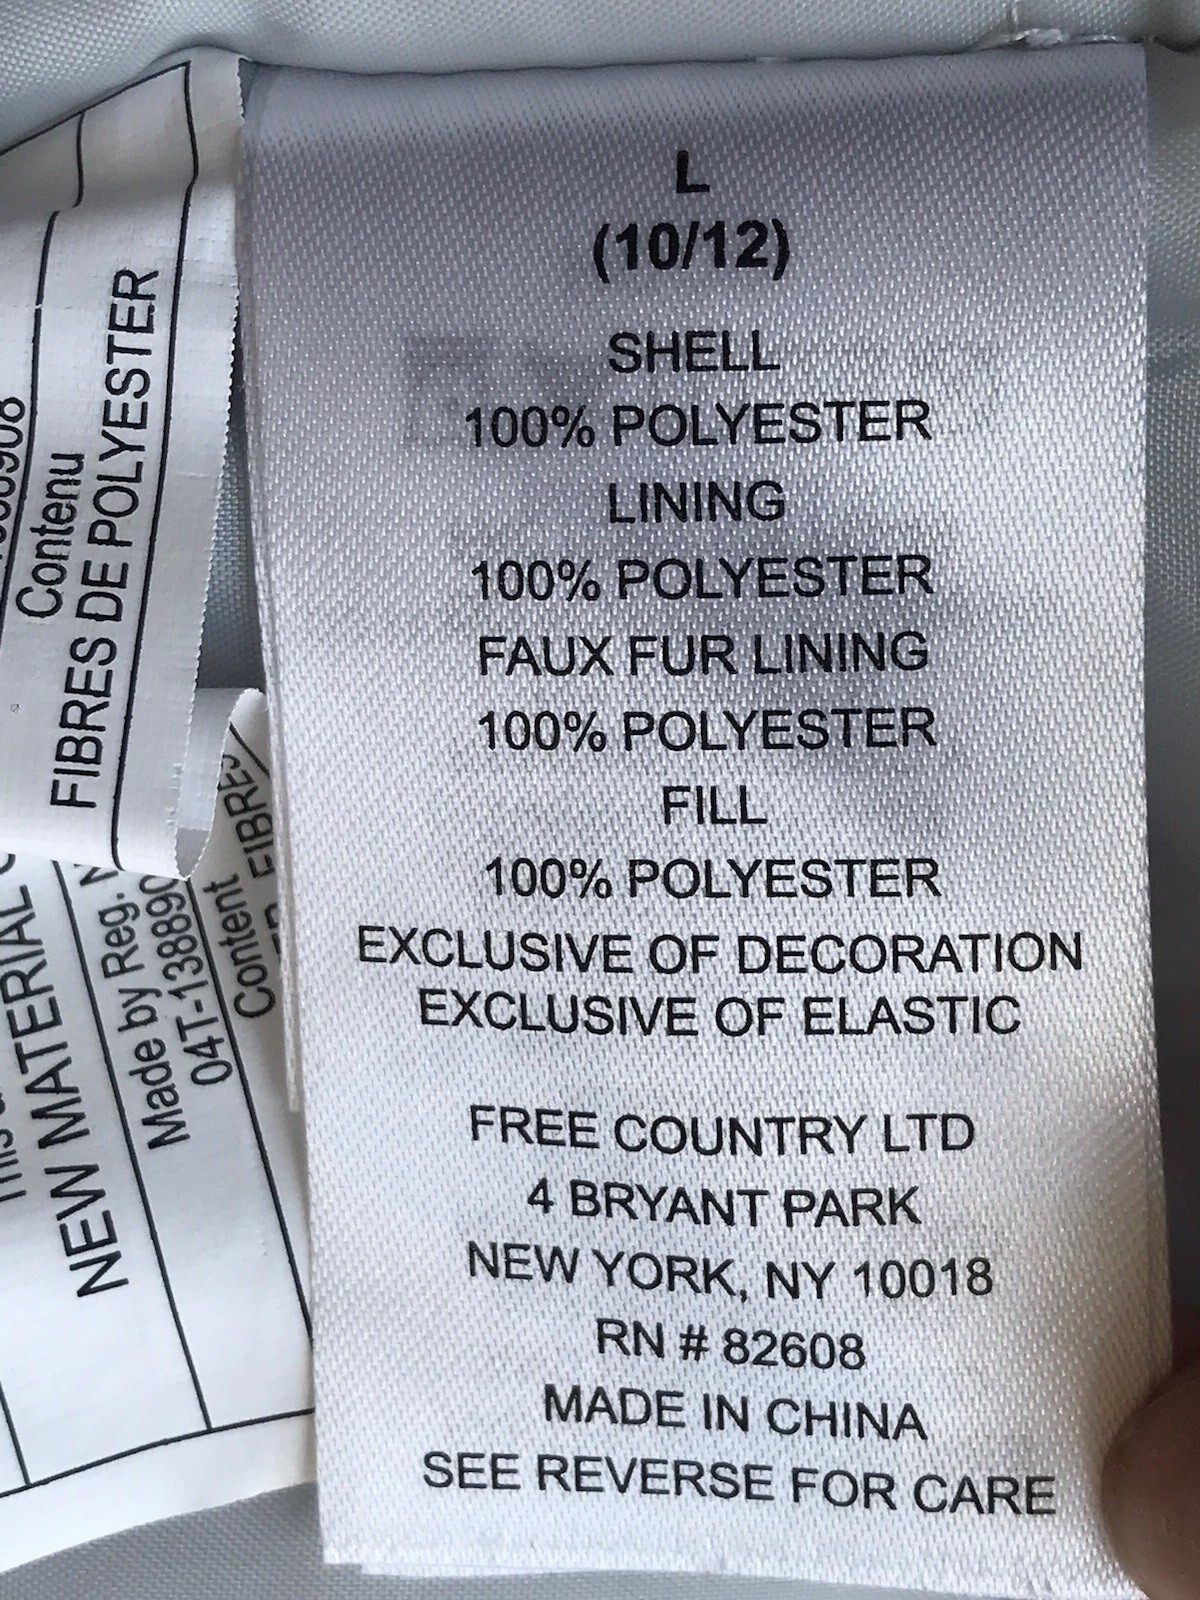 L
(10/12)
SHELL
100% POLYESTER
LINING
100% POLYESTER
FAUX FUR LINING
100% POLYESTER
FILL
100% POLYESTER
EXCLUSIVE OF DECORATION
EXCLUSIVE OF ELASTIC
FREE COUNTRY LTD
4 BRYANT PARK
NEW YORK, NY 10018
RN # 82608
MADE IN CHINA
SEE REVERSE FOR CARE
Contenu
FIBRES DE POLYESTER
NEW MATERIAL
Made by Reg.
04T-138890
Content